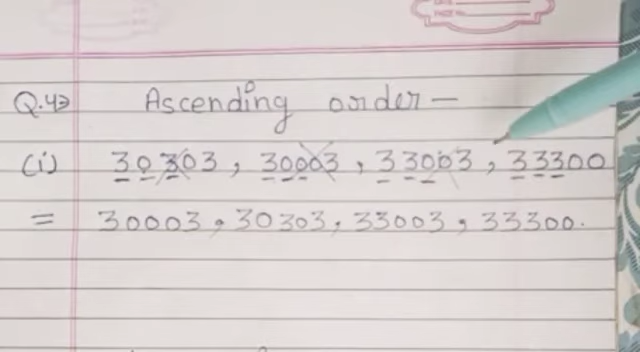 Q.4) Ascending order —
(i) 30303, 30003, 33003, 33300
= 30003, 30303, 33003, 33300.